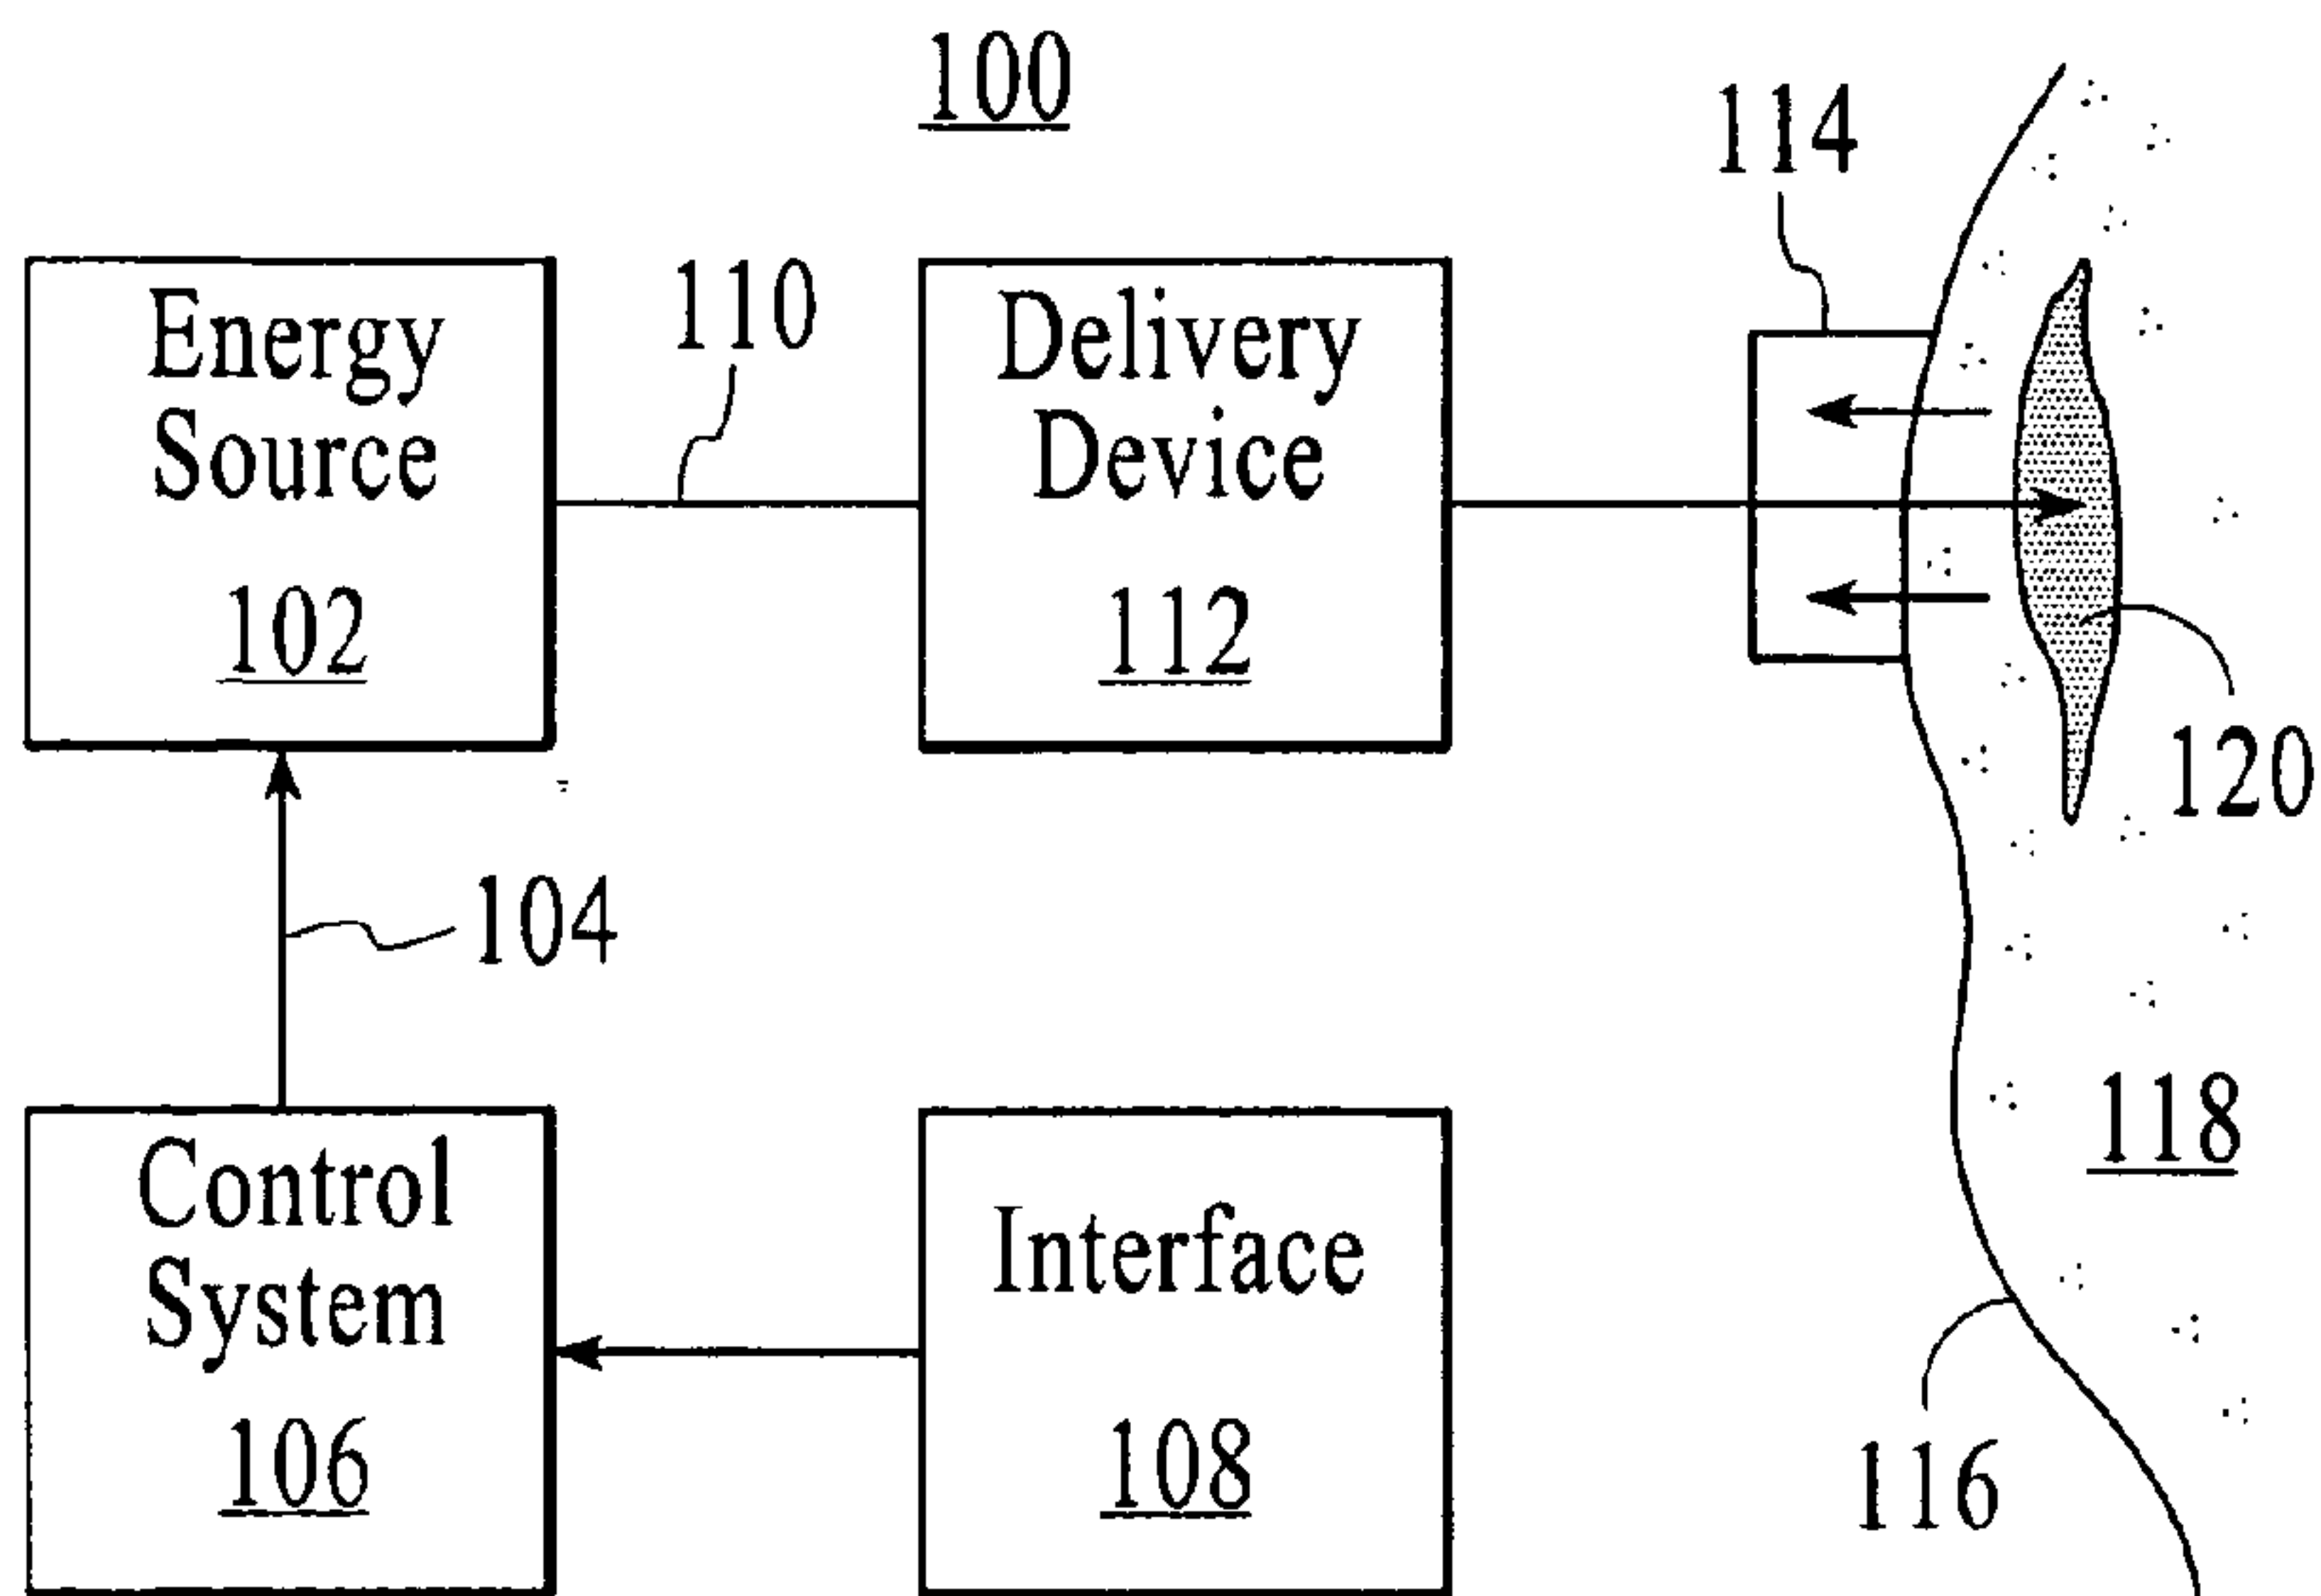 100
114
Energy
Source
102
110
Delivery
Device
112
120
104
Control
System
106
Interface
108
118
116